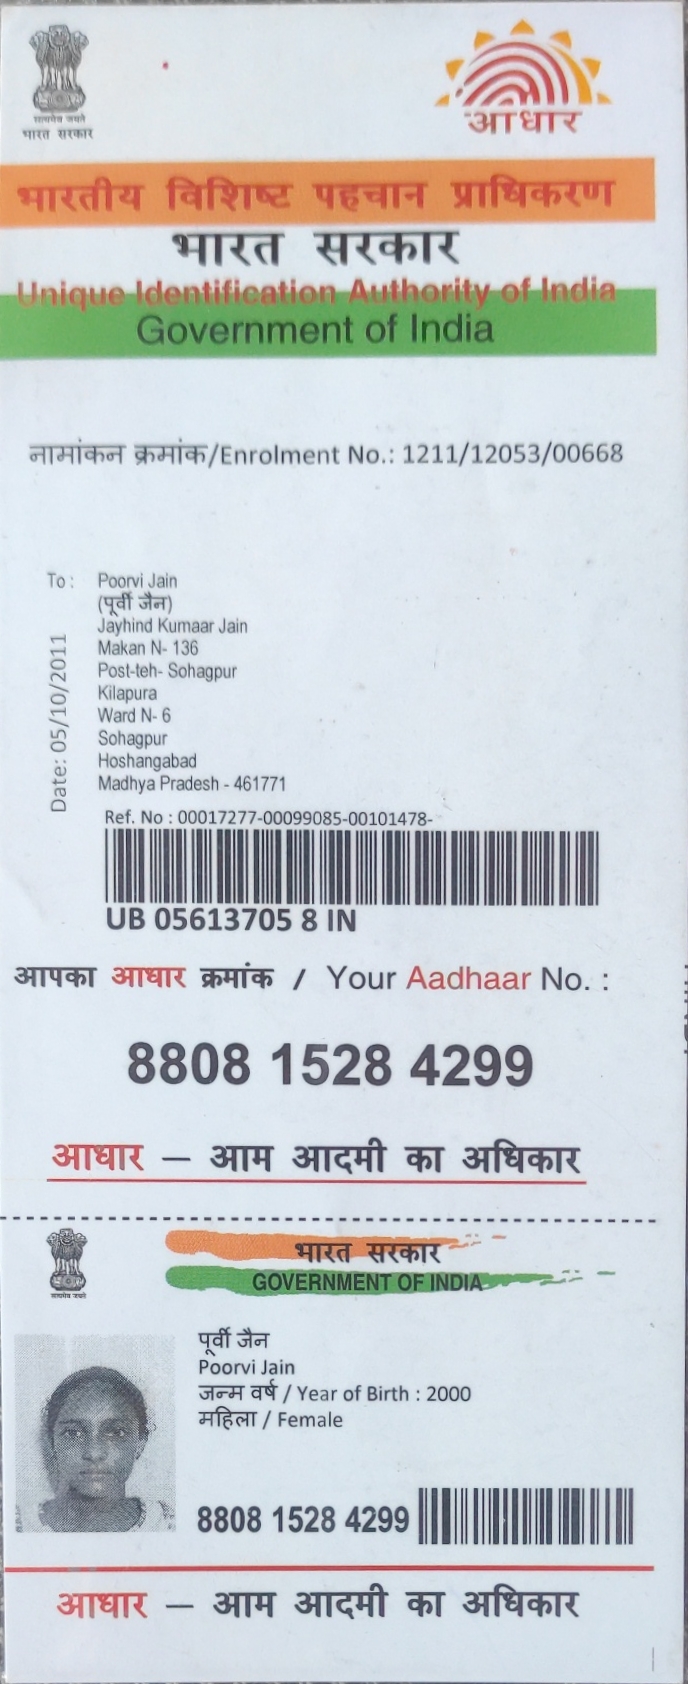 सत्यमेव जयते
भारत सरकार
आधार
भारतीय विशिष्ट पहचान प्राधिकरण
भारत सरकार
Unique Identification Authority of India
Government of India
नामांकन क्रमांक/Enrolment No.: 1211/12053/00668
To :
Poorvi Jain
(पूर्वी जैन)
Jayhind Kumaar Jain
Makan N- 136
Post-teh- Sohagpur
Kilapura
Ward N- 6
Sohagpur
Hoshangabad
Madhya Pradesh - 461771
Date: 05/10/2011
Ref. No : 00017277-00099085-00101478-
UB 05613705 8 IN
आपका आधार क्रमांक / Your Aadhaar No. :
8808 1528 4299
आधार — आम आदमी का अधिकार
सत्यमेव जयते
भारत सरकार
GOVERNMENT OF INDIA
पूर्वी जैन
Poorvi Jain
जन्म वर्ष / Year of Birth : 2000
महिला / Female
8808 1528 4299
आधार — आम आदमी का अधिकार